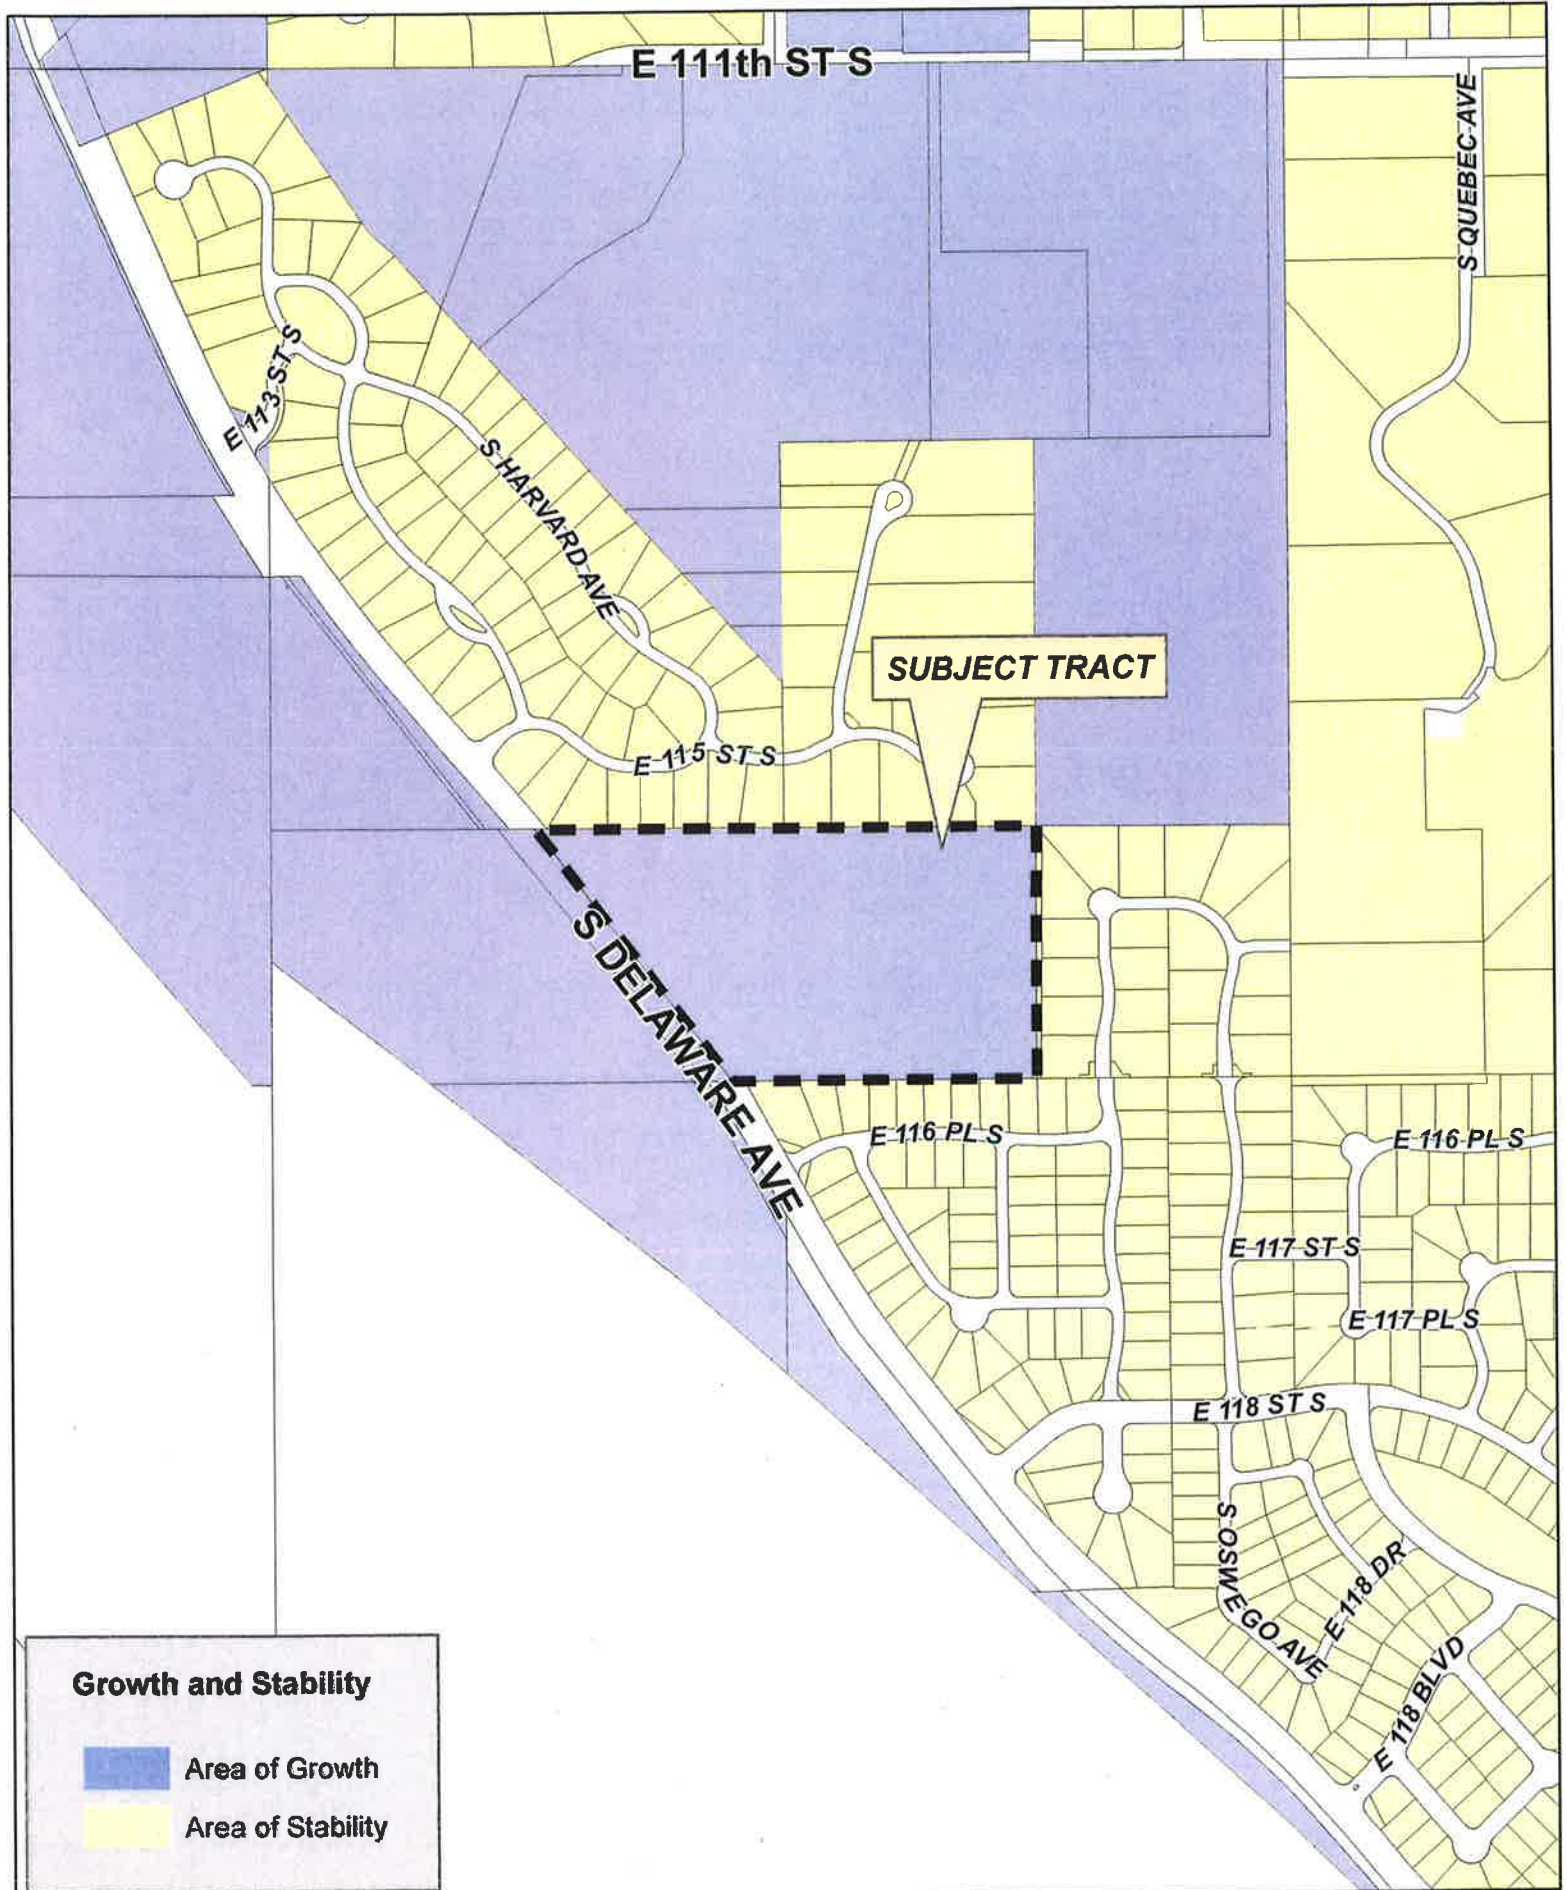 E 111th ST S
S QUEBEC AVE
E 113 ST S
S HARVARD AVE
SUBJECT TRACT
E 115 ST S
S DELAWARE AVE
E 116 PL S
E 116 PL S
E 117 ST S
E 117 PL S
E 118 ST S
S OSWEGO AVE
E 118 DR
E 118 BLVD
Growth and Stability
Area of Growth
Area of Stability